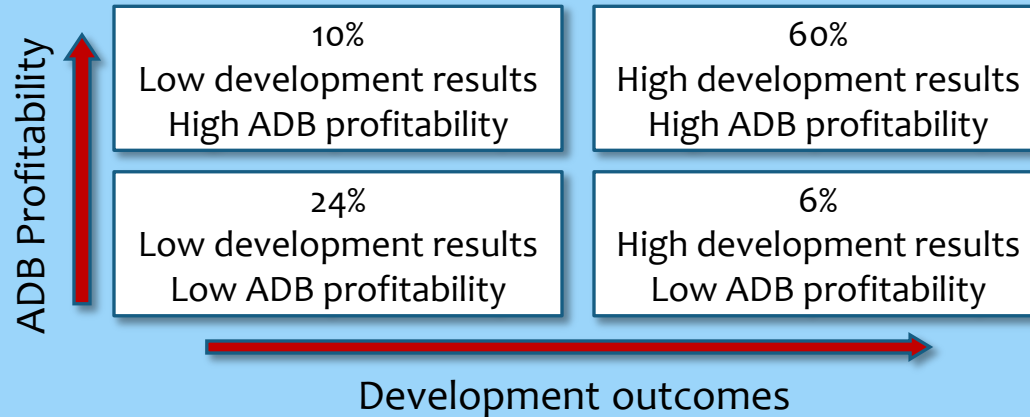 ADB Profitability
10%
Low development results
High ADB profitability
60%
High development results
High ADB profitability
24%
Low development results
Low ADB profitability
6%
High development results
Low ADB profitability
Development outcomes